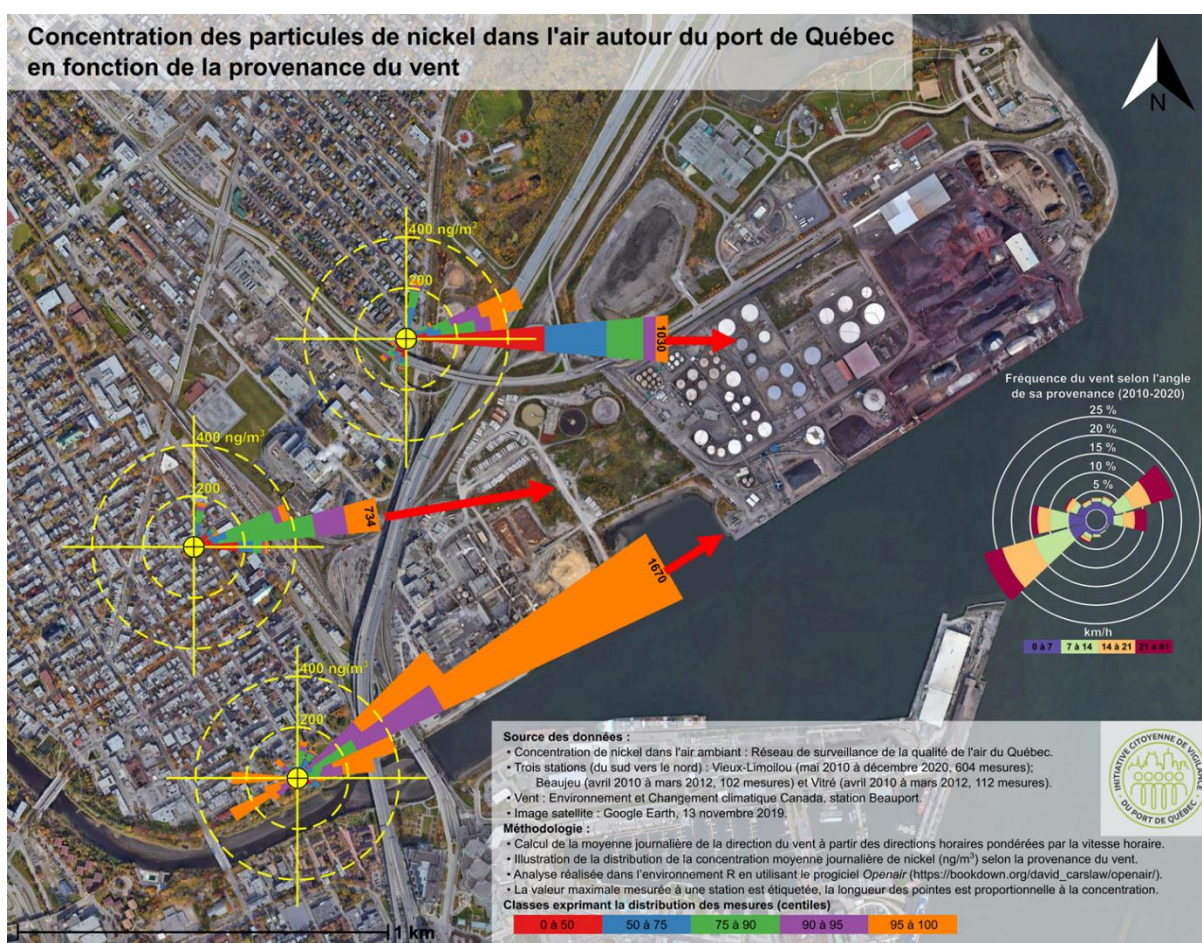 Concentration des particules de nickel dans l'air autour du port de Québec
en fonction de la provenance du vent
N
400 ng/m³
200
1030
400 ng/m³
200
734
400 ng/m³
200
1670
Fréquence du vent selon l'angle
de sa provenance (2010-2020)
25 %
20 %
15 %
10 %
5 %
km/h
0 à 7 7 à 14 14 à 21 21 à 61
Source des données :
• Concentration de nickel dans l'air ambiant : Réseau de surveillance de la qualité de l'air du Québec.
• Trois stations (du sud vers le nord) : Vieux-Limoilou (mai 2010 à décembre 2020, 604 mesures);
Beaujeu (avril 2010 à mars 2012, 102 mesures) et Vitré (avril 2010 à mars 2012, 112 mesures).
• Vent : Environnement et Changement climatique Canada, station Beauport.
• Image satellite : Google Earth, 13 novembre 2019.
Méthodologie :
• Calcul de la moyenne journalière de la direction du vent à partir des directions horaires pondérées par la vitesse horaire.
• Illustration de la distribution de la concentration moyenne journalière de nickel (ng/m³) selon la provenance du vent.
• Analyse réalisée dans l'environnement R en utilisant le progiciel Openair (https://bookdown.org/david_carslaw/openair/).
• La valeur maximale mesurée à une station est étiquetée, la longueur des pointes est proportionnelle à la concentration.
Classes exprimant la distribution des mesures (centiles)
0 à 50 50 à 75 75 à 90 90 à 95 95 à 100
INITIATIVE CITOYENNE DE VIGILANCE
DU PORT DE QUÉBEC
1 km